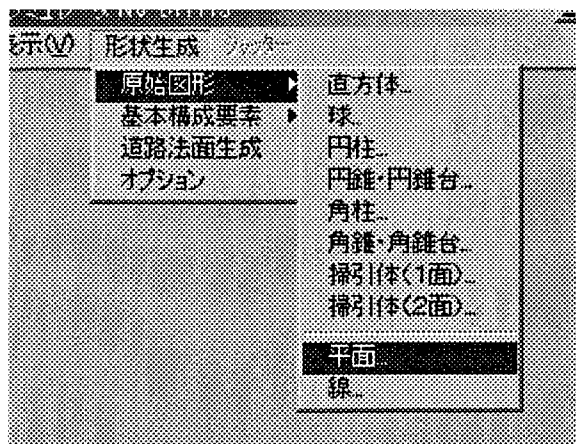 表示(V) 形状生成
原始図形
基本構成要素
道路法面生成
オプション
直方体...
球...
円柱...
円錐・円錐台...
角柱...
角錐・角錐台...
掃引体(1面)...
掃引体(2面)...
平面...
線...